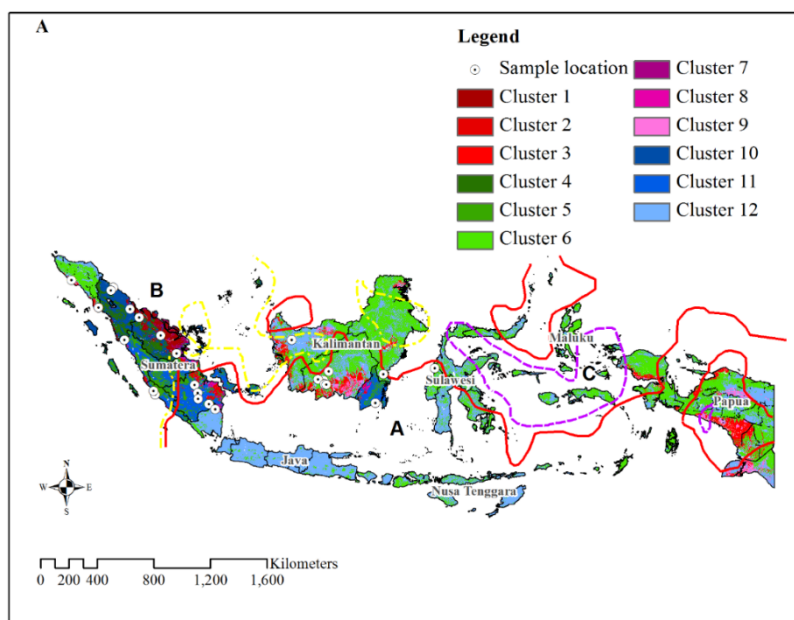 A
Legend
Sample location
Cluster 1
Cluster 2
Cluster 3
Cluster 4
Cluster 5
Cluster 6
Cluster 7
Cluster 8
Cluster 9
Cluster 10
Cluster 11
Cluster 12
B
Maluku
Kalimantan
Sumatera
C
Sulawesi
Papua
A
Java
Nusa Tenggara
N
W E
S
Kilometers
0 200 400 800 1,200 1,600